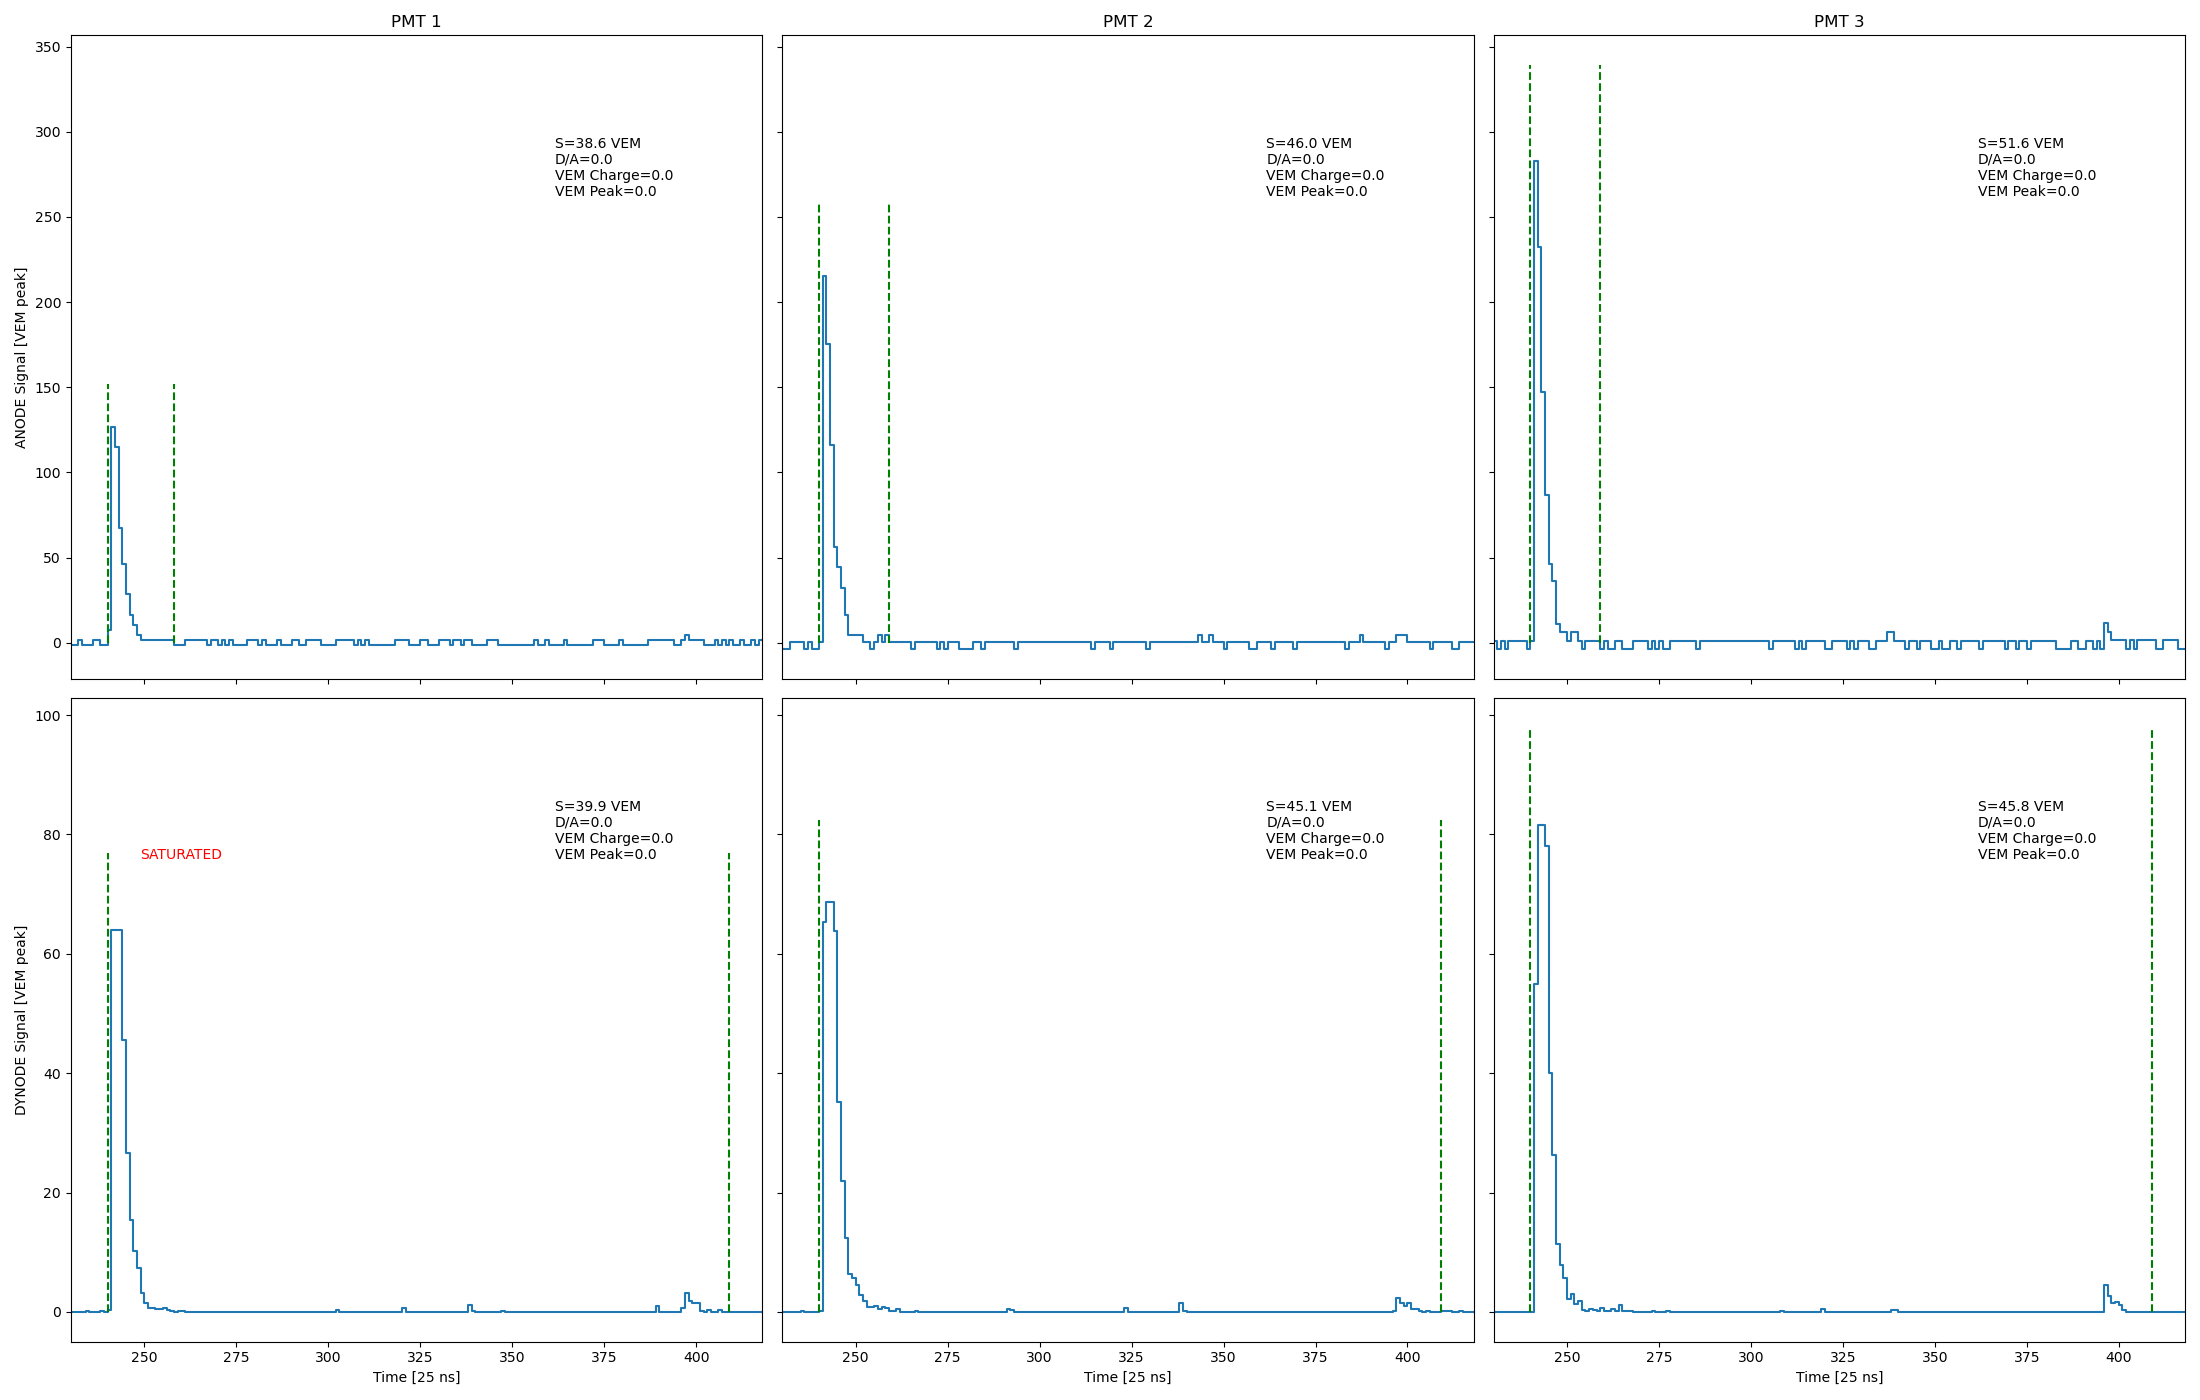 PMT 1
PMT 2
PMT 3
ANODE Signal [VEM peak]
350
300
250
200
150
100
50
0
S=38.6 VEM
D/A=0.0
VEM Charge=0.0
VEM Peak=0.0
S=46.0 VEM
D/A=0.0
VEM Charge=0.0
VEM Peak=0.0
S=51.6 VEM
D/A=0.0
VEM Charge=0.0
VEM Peak=0.0
DYNODE Signal [VEM peak]
100
80
60
40
20
0
SATURATED
S=39.9 VEM
D/A=0.0
VEM Charge=0.0
VEM Peak=0.0
S=45.1 VEM
D/A=0.0
VEM Charge=0.0
VEM Peak=0.0
S=45.8 VEM
D/A=0.0
VEM Charge=0.0
VEM Peak=0.0
250 275 300 325 350 375 400
250 275 300 325 350 375 400
250 275 300 325 350 375 400
Time [25 ns]
Time [25 ns]
Time [25 ns]